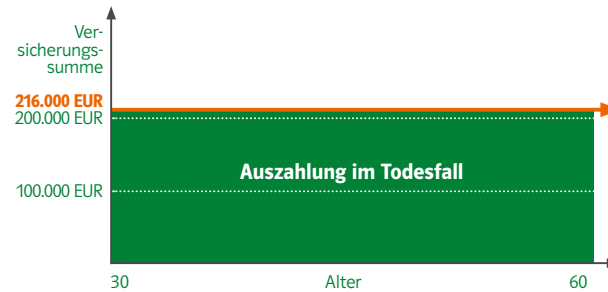 Ver-
sicherungs-
summe
216.000 EUR
200.000 EUR
Auszahlung im Todesfall
100.000 EUR
30 Alter 60